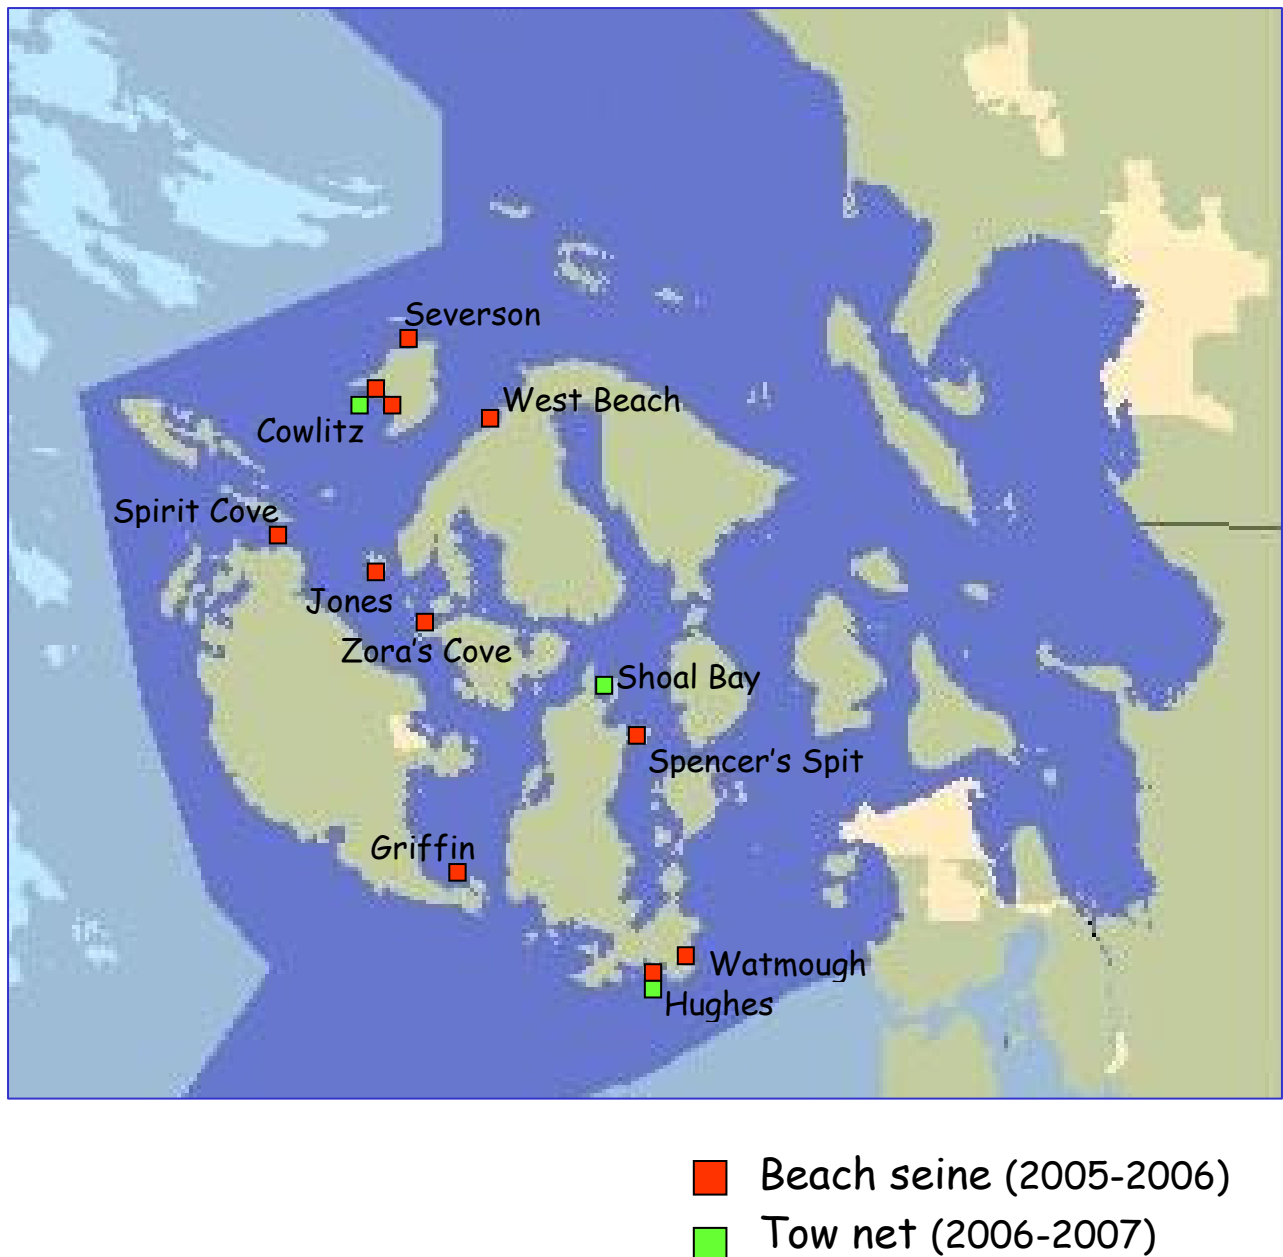 Severson
West Beach
Cowlitz
Spirit Cove
Jones
Zora's Cove
Shoal Bay
Spencer's Spit
Griffin
Watmough
Hughes
Beach seine (2005-2006)
Tow net (2006-2007)